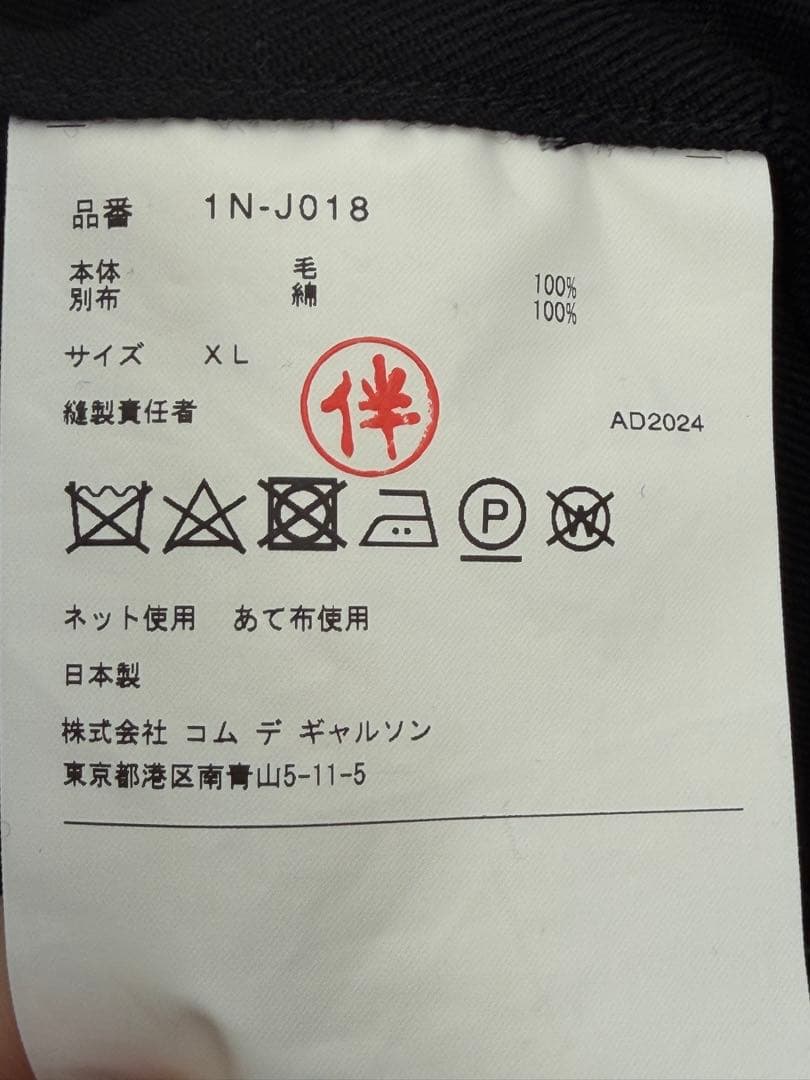 品番 1N-J018
本体 毛 100%
別布 綿 100%
サイズ XL
縫製責任者 伴 AD2024
P W
ネット使用 あて布使用
日本製
株式会社 コム デ ギャルソン
東京都港区南青山5-11-5